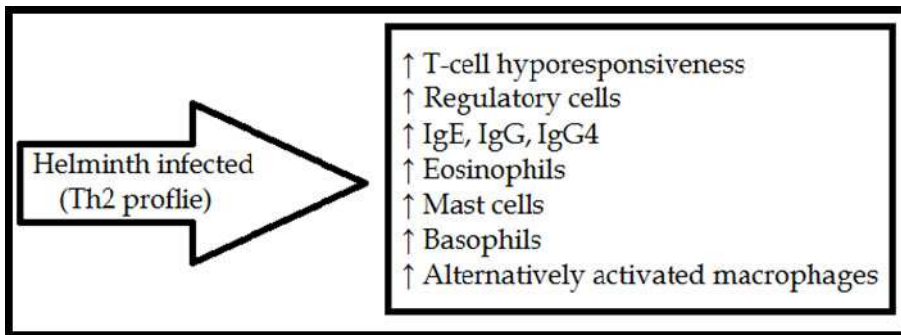 Helminth infected
(Th2 proflie)
↑ T-cell hyporesponsiveness
↑ Regulatory cells
↑ IgE, IgG, IgG4
↑ Eosinophils
↑ Mast cells
↑ Basophils
↑ Alternatively activated macrophages